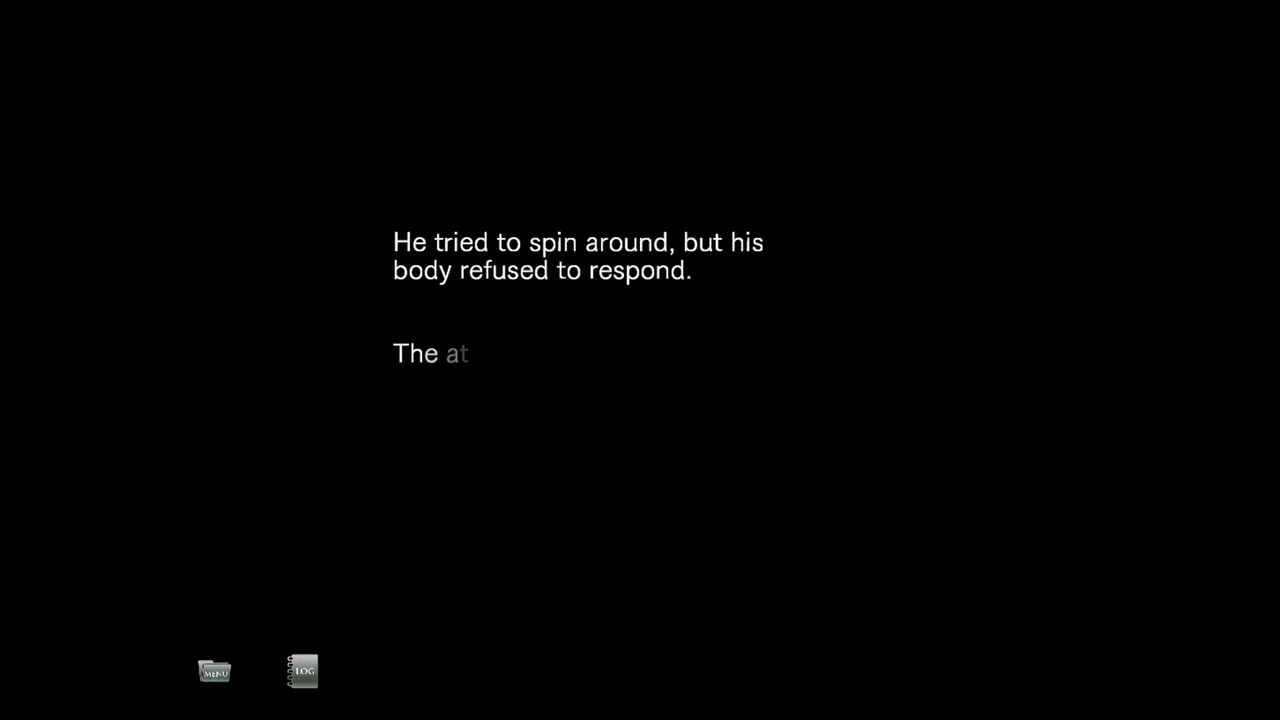 He tried to spin around, but his
body refused to respond.
The at
MENU
LOG